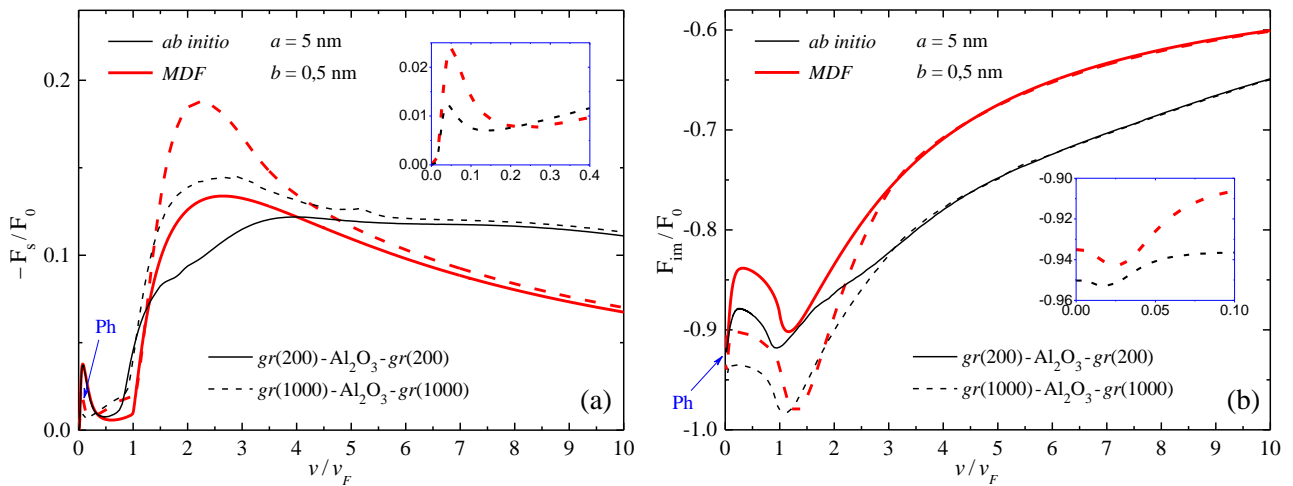 ab initio a = 5 nm
MDF b = 0,5 nm
0.2
0.1
0.0
− F_s / F_0
0.02
0.01
0.00
0.0 0.1 0.2 0.3 0.4
Ph
gr(200)-Al₂O₃-gr(200)
gr(1000)-Al₂O₃-gr(1000)
(a)
0 1 2 3 4 5 6 7 8 9 10
v / v_F
ab initio a = 5 nm
MDF b = 0,5 nm
-0.6
-0.7
-0.8
-0.9
-1.0
F_im / F_0
-0.90
-0.92
-0.94
-0.96
0.00 0.05 0.10
Ph
gr(200)-Al₂O₃-gr(200)
gr(1000)-Al₂O₃-gr(1000)
(b)
0 1 2 3 4 5 6 7 8 9 10
v / v_F